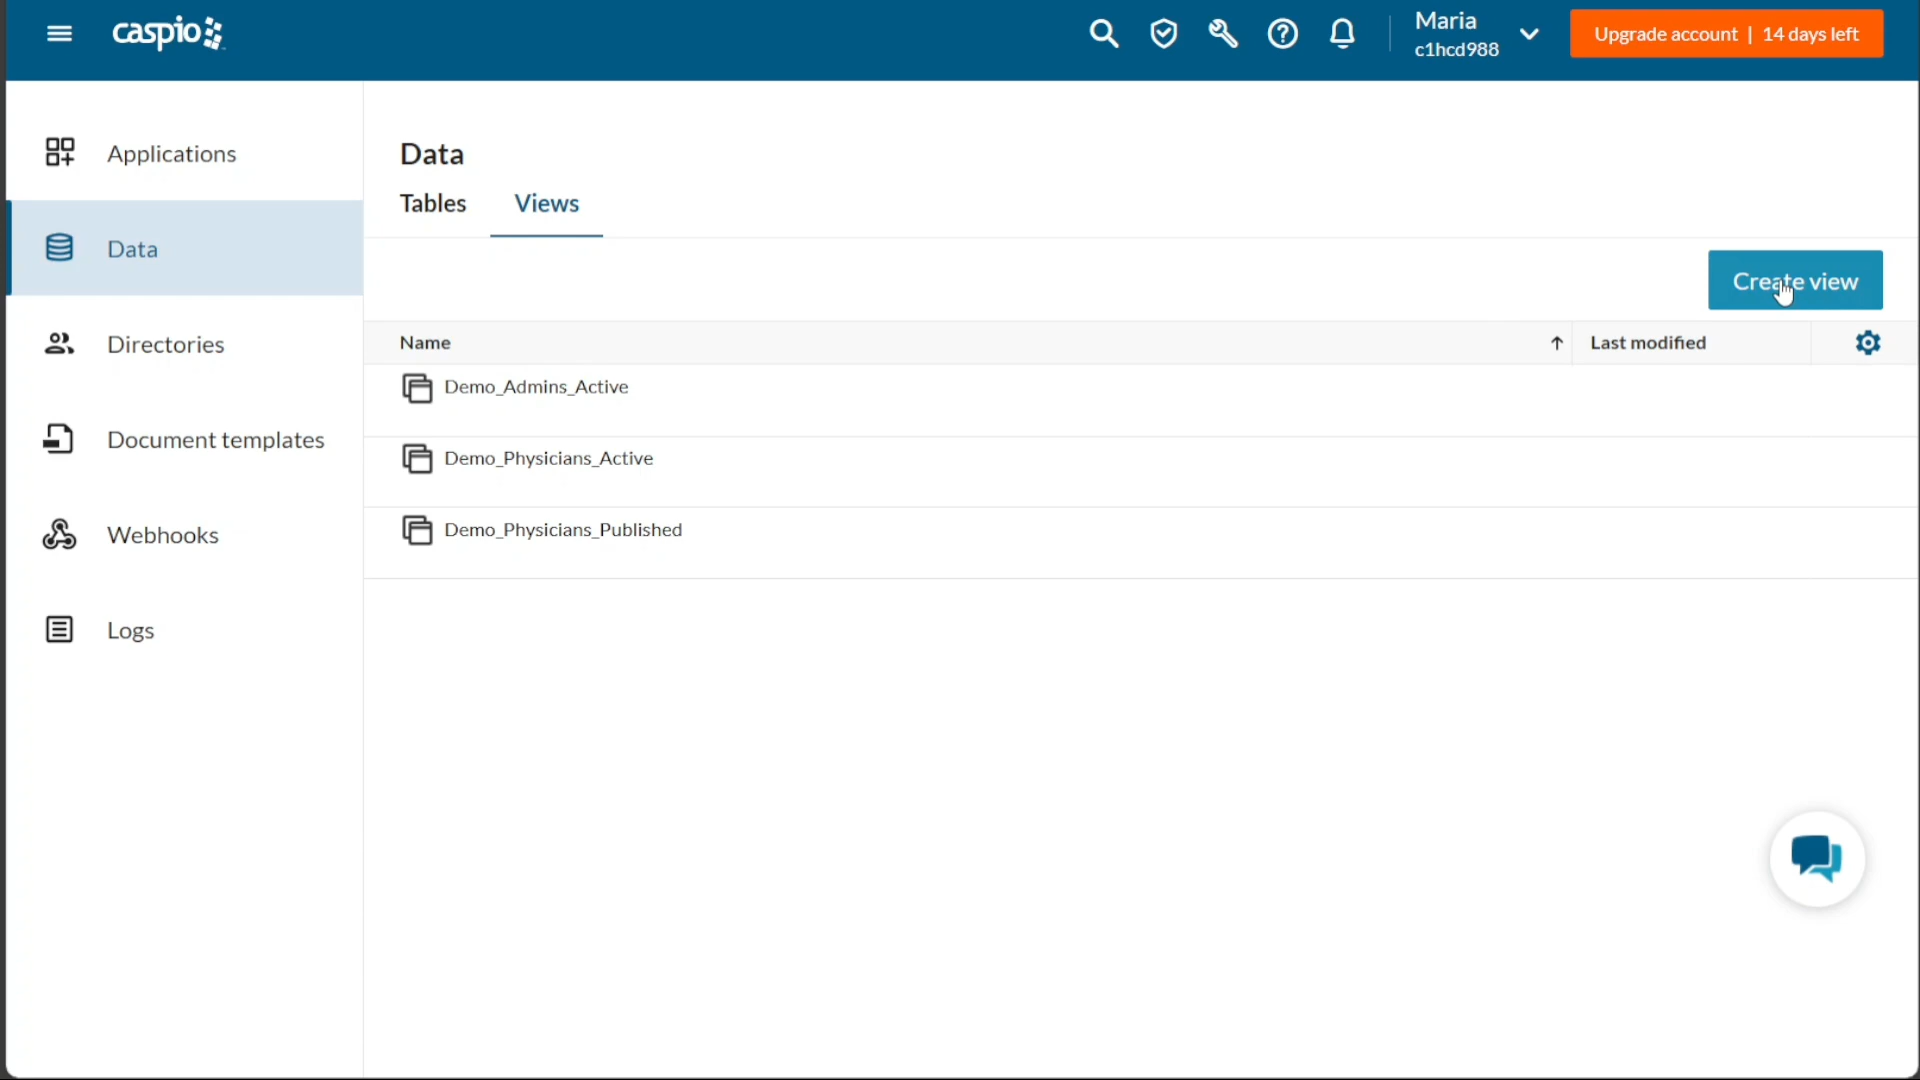 caspio
Maria
c1hcd988
Upgrade account | 14 days left
Applications
Data
Directories
Document templates
Webhooks
Logs
Data
Tables
Views
Create view
Name
Last modified
Demo_Admins_Active
Demo_Physicians_Active
Demo_Physicians_Published